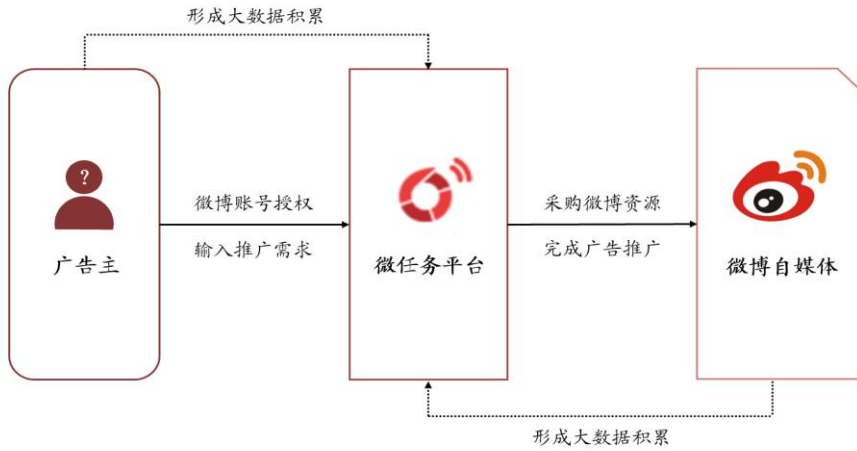 形成大数据积累
?
广告主
微博账号授权
输入推广需求
微任务平台
采购微博资源
完成广告推广
微博自媒体
形成大数据积累